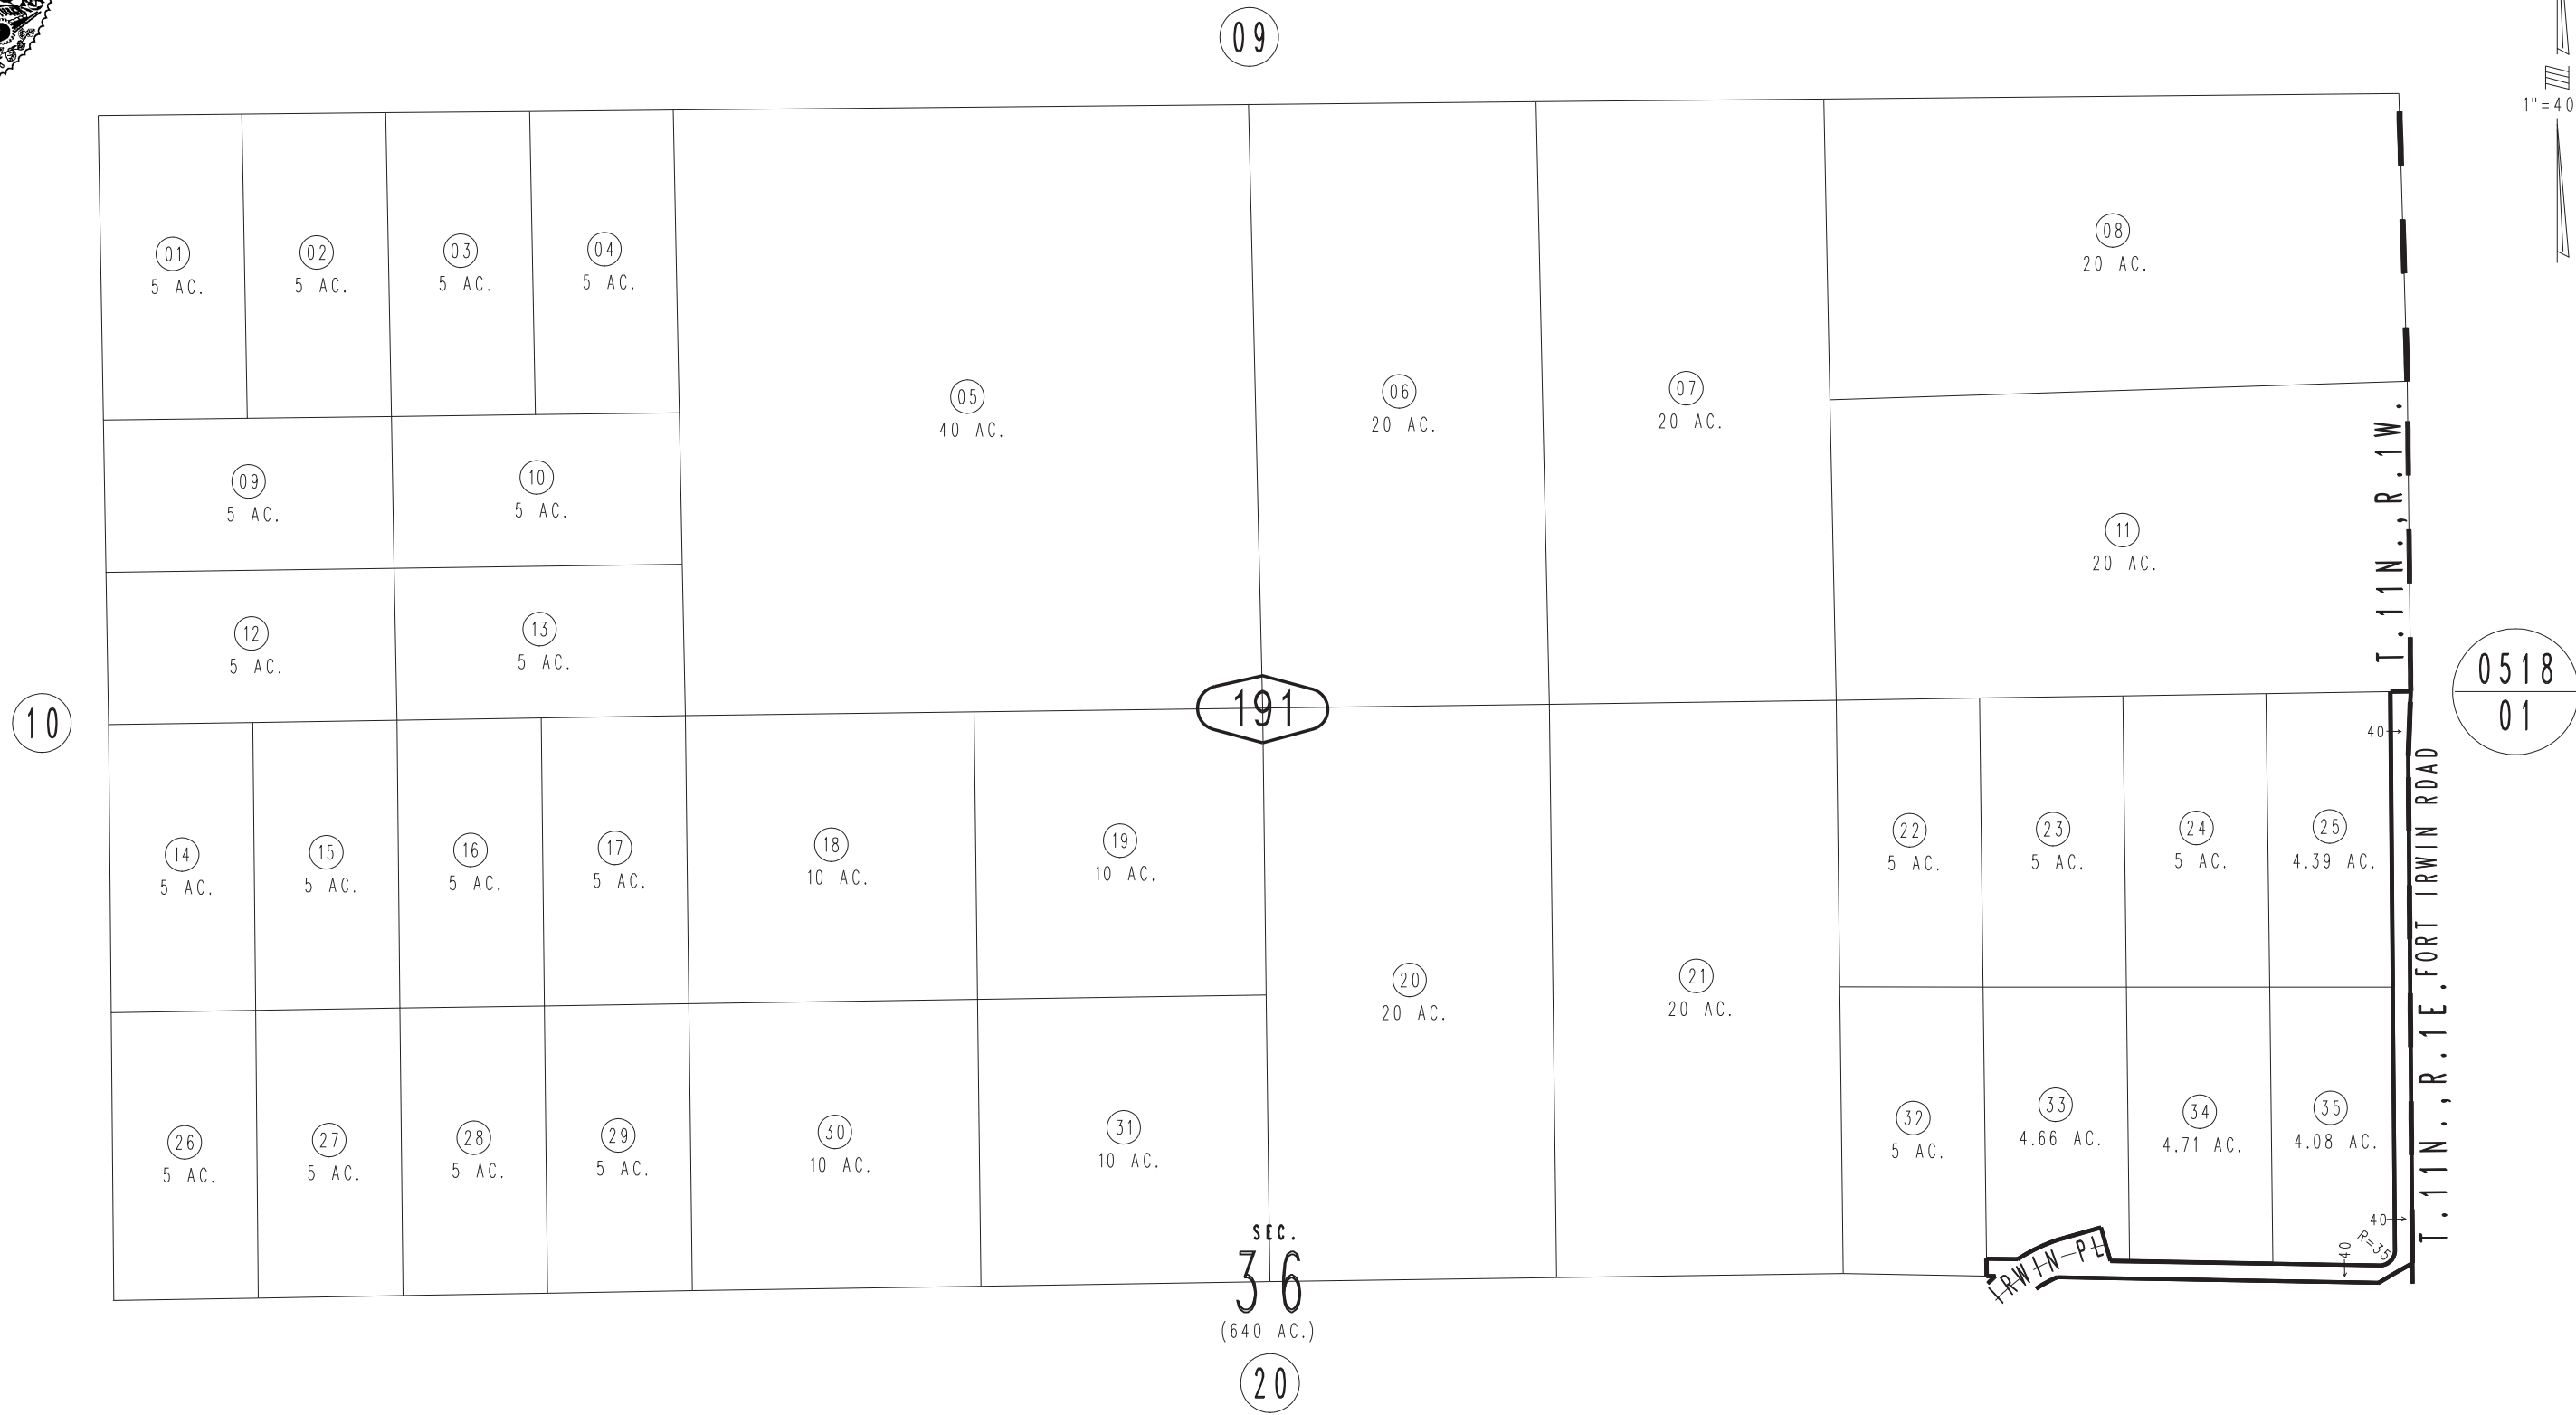 09
1"=40
01
5 AC.
02
5 AC.
03
5 AC.
04
5 AC.
05
40 AC.
06
20 AC.
07
20 AC.
08
20 AC.
09
5 AC.
10
5 AC.
11
20 AC.
12
5 AC.
13
5 AC.
T.11N.,R.1W.
10
191
0518
01
40
14
5 AC.
15
5 AC.
16
5 AC.
17
5 AC.
18
10 AC.
19
10 AC.
20
20 AC.
21
20 AC.
22
5 AC.
23
5 AC.
24
5 AC.
25
4.39 AC.
FORT IRWIN ROAD
26
5 AC.
27
5 AC.
28
5 AC.
29
5 AC.
30
10 AC.
31
10 AC.
32
5 AC.
33
4.66 AC.
34
4.71 AC.
35
4.08 AC.
T.11N.,R.1E.
40
R=35
40
IRWIN PL
SEC.
36
(640 AC.)
20